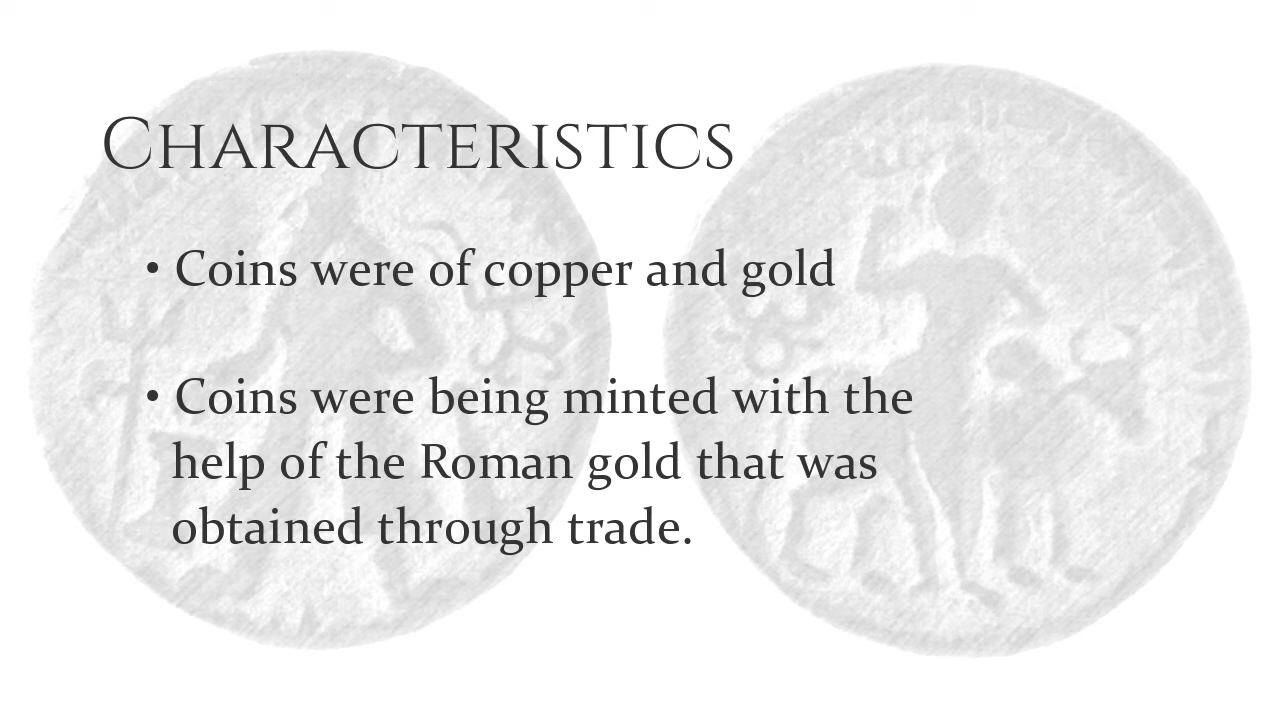 Characteristics
• Coins were of copper and gold
• Coins were being minted with the
help of the Roman gold that was
obtained through trade.